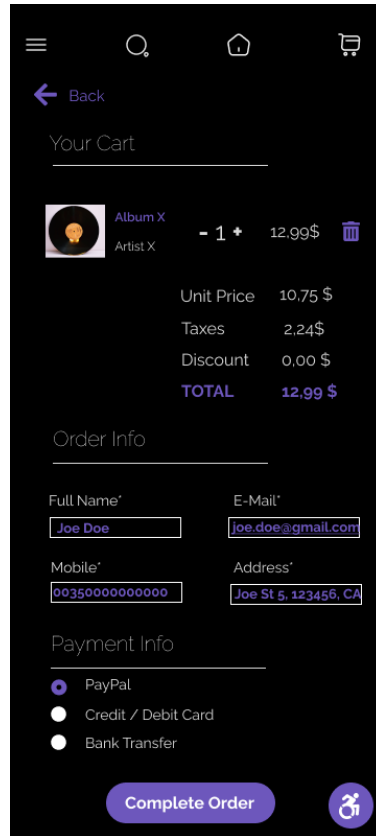 Back
Your Cart
Album X
Artist X
- 1 + 12,99$
Unit Price 10,75 $
Taxes 2,24$
Discount 0,00 $
TOTAL 12,99 $
Order Info
Full Name* E-Mail*
Joe Doe joe.doe@gmail.com
Mobile* Address*
00350000000000 Joe St 5, 123456, CA
Payment Info
PayPal
Credit / Debit Card
Bank Transfer
Complete Order